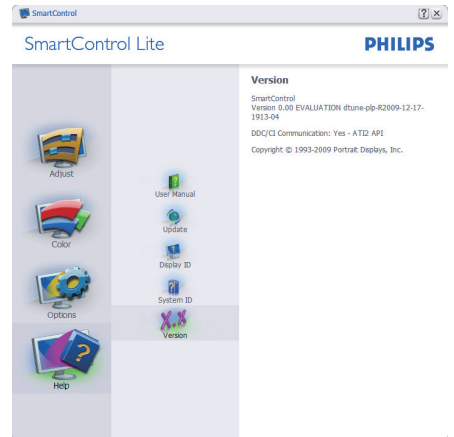 SmartControl
SmartControl Lite
PHILIPS
Adjust
Color
Options
Help
User Manual
Update
Display ID
System ID
Version
Version
SmartControl
Version 0.00 EVALUATION dtune-plp-R2009-12-17-
1913-04
DDC/CI Communication: Yes - ATI2 API
Copyright © 1993-2009 Portrait Displays, Inc.